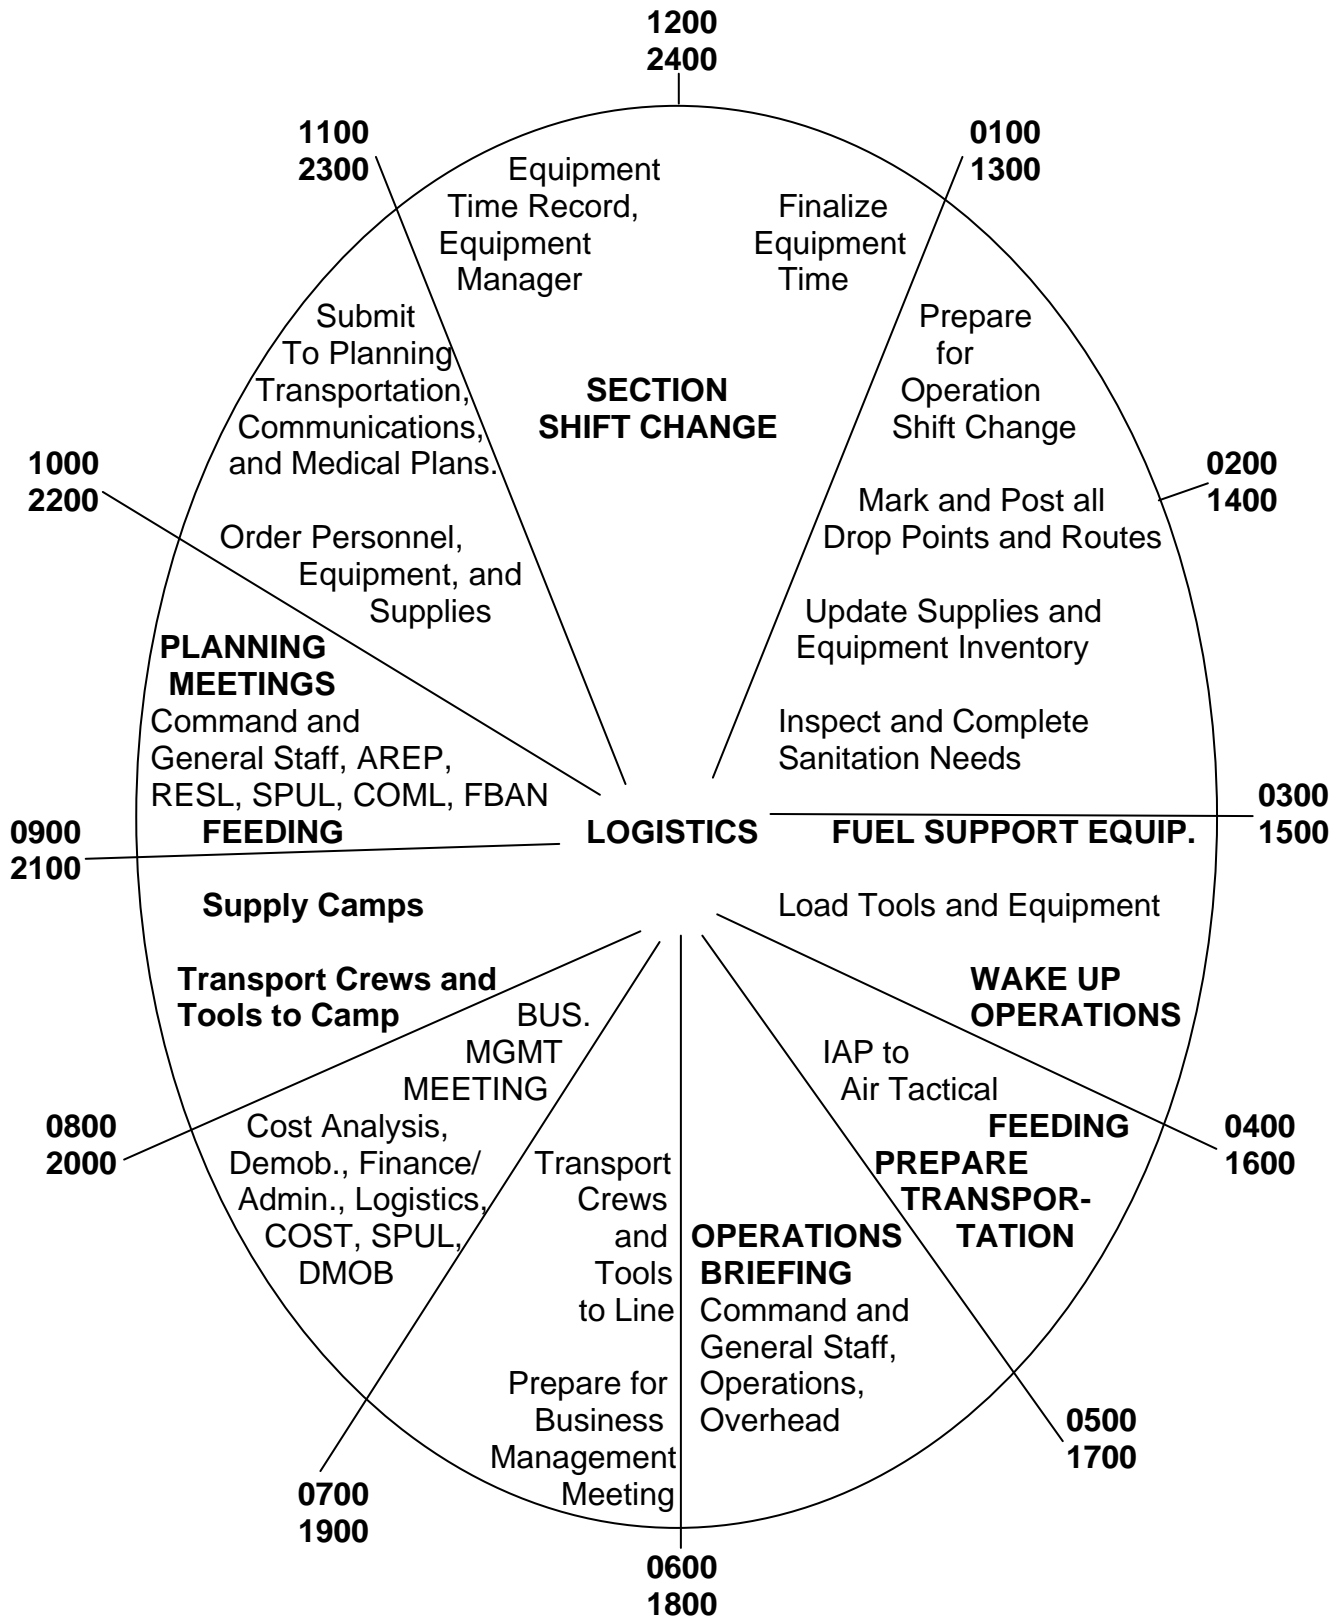 1200
2400
0100
1300
1100
2300
Equipment
Time Record,
Equipment
Manager
Finalize
Equipment
Time
Submit
To Planning
Transportation,
Communications,
and Medical Plans.
Order Personnel,
Equipment, and
Supplies
SECTION
SHIFT CHANGE
Prepare
for
Operation
Shift Change
0200
1400
Mark and Post all
Drop Points and Routes
Update Supplies and
Equipment Inventory
Inspect and Complete
Sanitation Needs
1000
2200
PLANNING
MEETINGS
Command and
General Staff, AREP,
RESL, SPUL, COML, FBAN
FEEDING
LOGISTICS
FUEL SUPPORT EQUIP.
0300
1500
0900
2100
Supply Camps
Transport Crews and
Tools to Camp
Load Tools and Equipment
WAKE UP
OPERATIONS
0400
1600
IAP to
Air Tactical
FEEDING
PREPARE
TRANSPOR-
TATION
0800
2000
BUS.
MGMT
MEETING
Cost Analysis,
Demob., Finance/
Admin., Logistics,
COST, SPUL,
DMOB
Transport
Crews
and
Tools
to Line
Prepare for
Business
Management
Meeting
OPERATIONS
BRIEFING
Command and
General Staff,
Operations,
Overhead
0500
1700
0700
1900
0600
1800